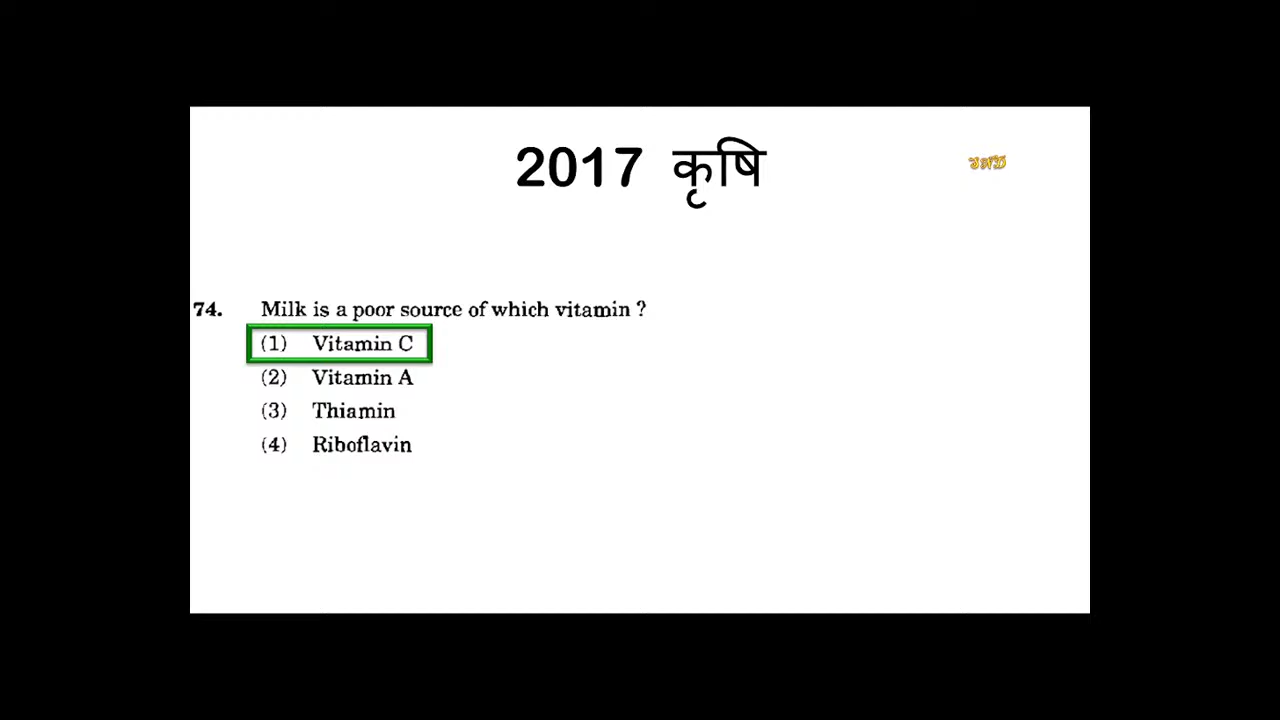 2017 कृषि
74. Milk is a poor source of which vitamin ?
(1) Vitamin C
(2) Vitamin A
(3) Thiamin
(4) Riboflavin